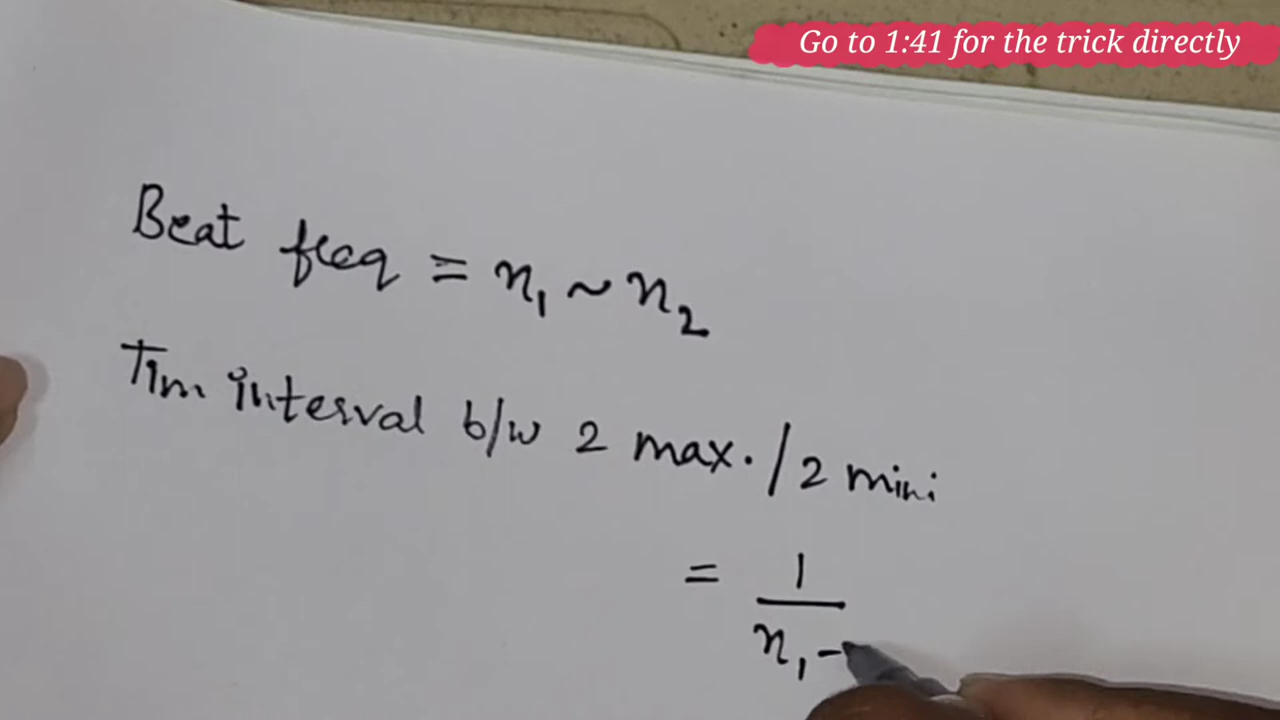 Go to 1:41 for the trick directly
Beat freq = n₁ ~ n₂
Tim interval b/w 2 max. / 2 mini
= 1
n₁ -